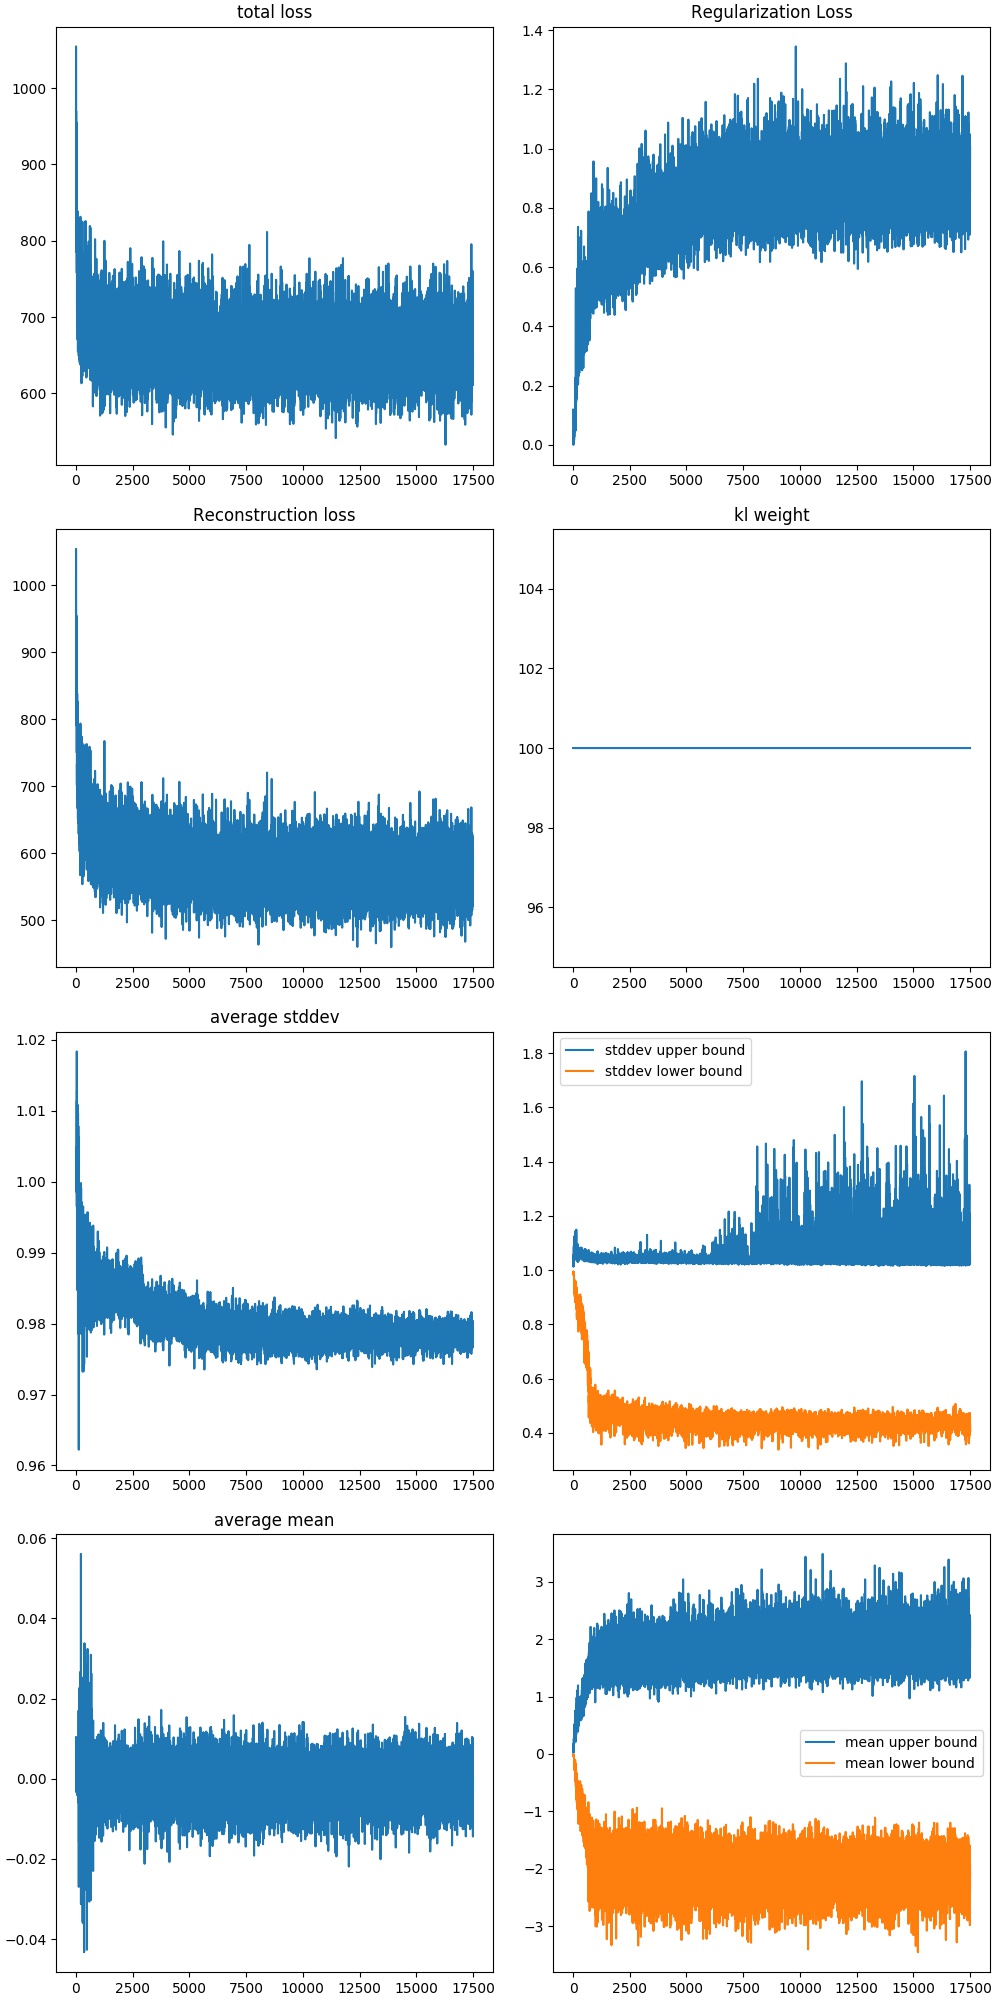 total loss
1000
900
800
700
600
0 2500 5000 7500 10000 12500 15000 17500
Regularization Loss
1.4
1.2
1.0
0.8
0.6
0.4
0.2
0.0
0 2500 5000 7500 10000 12500 15000 17500
Reconstruction loss
1000
900
800
700
600
500
0 2500 5000 7500 10000 12500 15000 17500
kl weight
104
102
100
98
96
0 2500 5000 7500 10000 12500 15000 17500
average stddev
1.02
1.01
1.00
0.99
0.98
0.97
0.96
0 2500 5000 7500 10000 12500 15000 17500
stddev upper bound
stddev lower bound
1.8
1.6
1.4
1.2
1.0
0.8
0.6
0.4
0 2500 5000 7500 10000 12500 15000 17500
average mean
0.06
0.04
0.02
0.00
−0.02
−0.04
0 2500 5000 7500 10000 12500 15000 17500
3
2
1
0
−1
−2
−3
mean upper bound
mean lower bound
0 2500 5000 7500 10000 12500 15000 17500